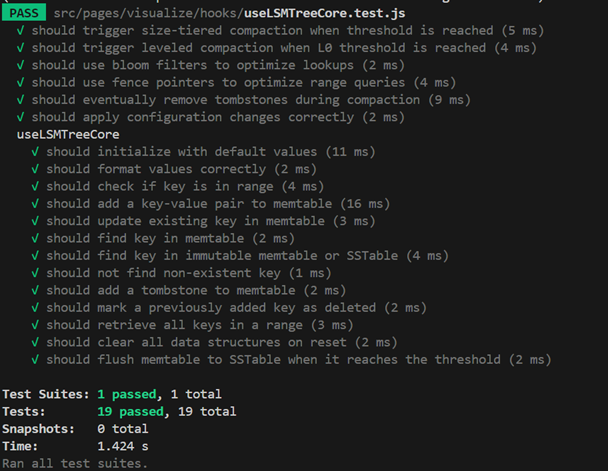 PASS src/pages/visualize/hooks/useLSMTreeCore.test.js
√ should trigger size-tiered compaction when threshold is reached (5 ms)
√ should trigger leveled compaction when L0 threshold is reached (4 ms)
√ should use bloom filters to optimize lookups (2 ms)
√ should use fence pointers to optimize range queries (4 ms)
√ should eventually remove tombstones during compaction (9 ms)
√ should apply configuration changes correctly (2 ms)
useLSMTreeCore
√ should initialize with default values (11 ms)
√ should format values correctly (2 ms)
√ should check if key is in range (4 ms)
√ should add a key-value pair to memtable (16 ms)
√ should update existing key in memtable (3 ms)
√ should find key in memtable (2 ms)
√ should find key in immutable memtable or SSTable (4 ms)
√ should not find non-existent key (1 ms)
√ should add a tombstone to memtable (2 ms)
√ should mark a previously added key as deleted (2 ms)
√ should retrieve all keys in a range (3 ms)
√ should clear all data structures on reset (2 ms)
√ should flush memtable to SSTable when it reaches the threshold (2 ms)
Test Suites: 1 passed, 1 total
Tests: 19 passed, 19 total
Snapshots: 0 total
Time: 1.424 s
Ran all test suites.